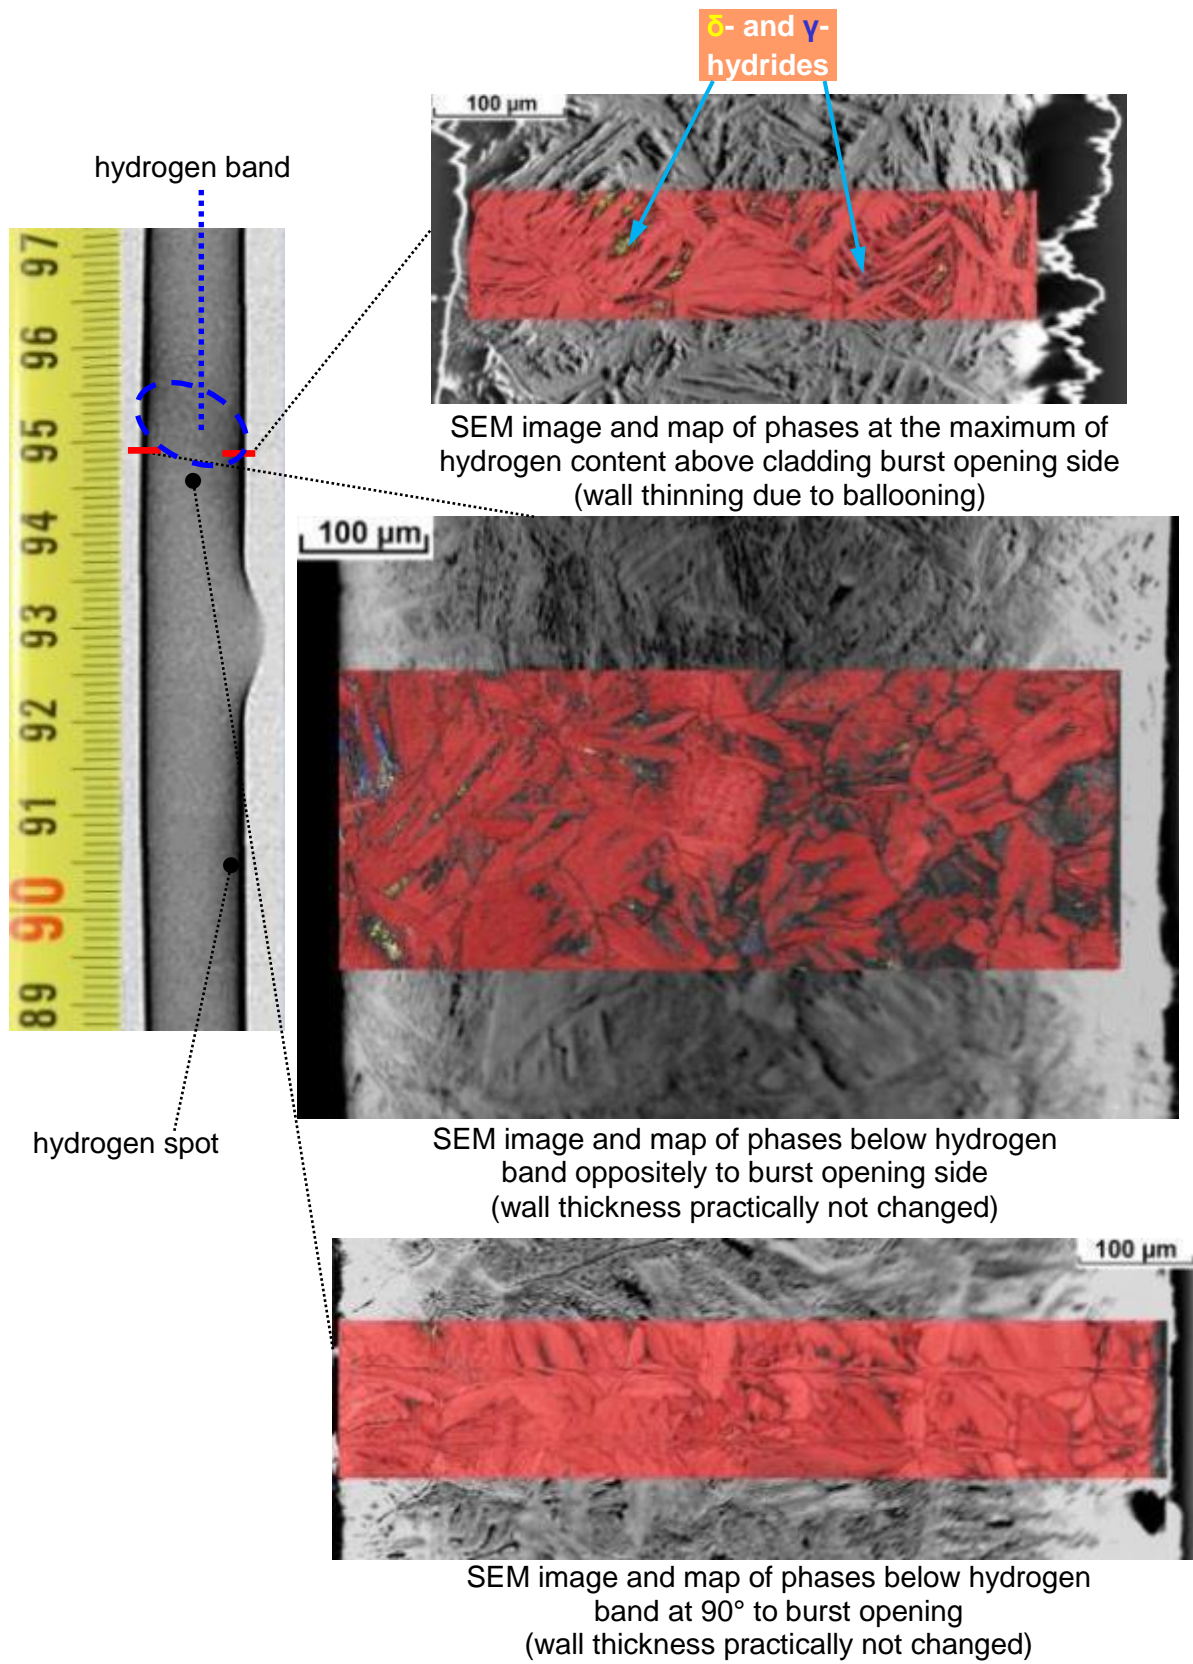 δ- and γ-
hydrides
100 µm
hydrogen band
97
96
95
94
93
92
91
90
89
SEM image and map of phases at the maximum of
hydrogen content above cladding burst opening side
(wall thinning due to ballooning)
100 µm
hydrogen spot
SEM image and map of phases below hydrogen
band oppositely to burst opening side
(wall thickness practically not changed)
100 µm
SEM image and map of phases below hydrogen
band at 90° to burst opening
(wall thickness practically not changed)